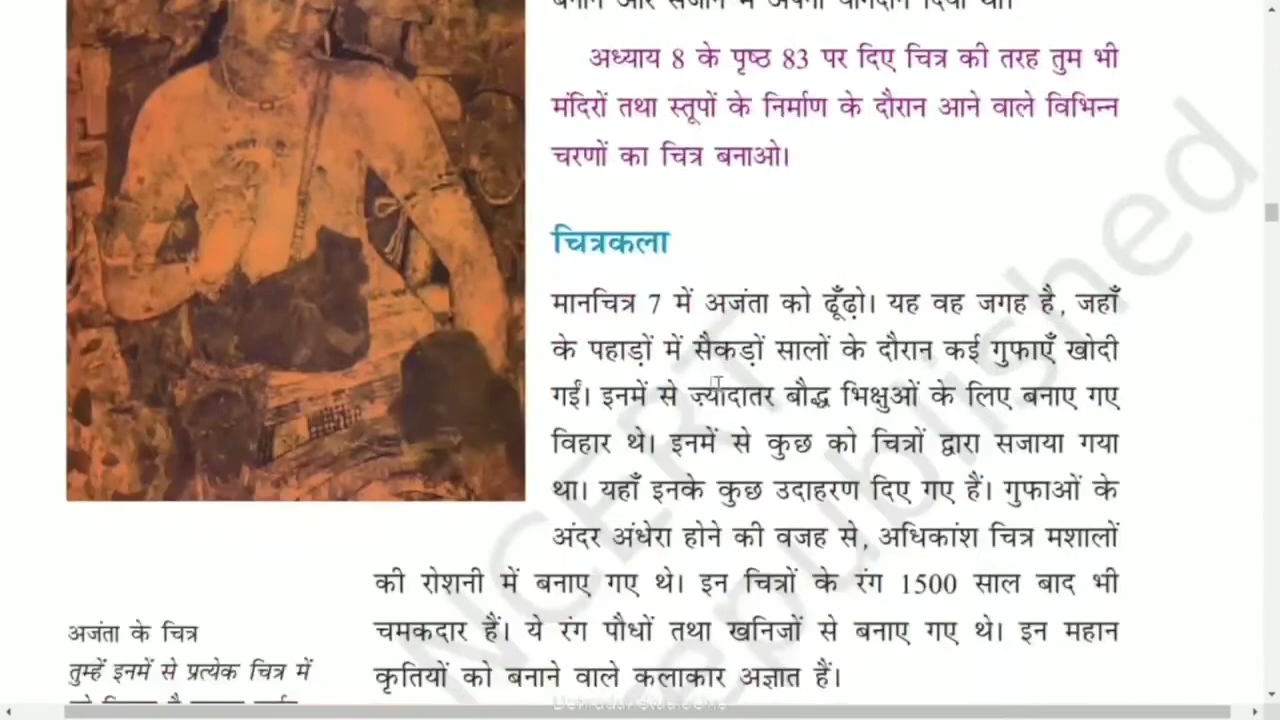 अध्याय 8 के पृष्ठ 83 पर दिए चित्र की तरह तुम भी
मंदिरों तथा स्तूपों के निर्माण के दौरान आने वाले विभिन्न
चरणों का चित्र बनाओ।
चित्रकला
मानचित्र 7 में अजंता को ढूँढ़ो। यह वह जगह है, जहाँ
के पहाड़ों में सैकड़ों सालों के दौरान कई गुफाएँ खोदी
गईं। इनमें से ज़्यादातर बौद्ध भिक्षुओं के लिए बनाए गए
विहार थे। इनमें से कुछ को चित्रों द्वारा सजाया गया
था। यहाँ इनके कुछ उदाहरण दिए गए हैं। गुफाओं के
अंदर अंधेरा होने की वजह से, अधिकांश चित्र मशालों
की रोशनी में बनाए गए थे। इन चित्रों के रंग 1500 साल बाद भी
चमकदार हैं। ये रंग पौधों तथा खनिजों से बनाए गए थे। इन महान
कृतियों को बनाने वाले कलाकार अज्ञात हैं।
अजंता के चित्र
तुम्हें इनमें से प्रत्येक चित्र में
NCERT
republished